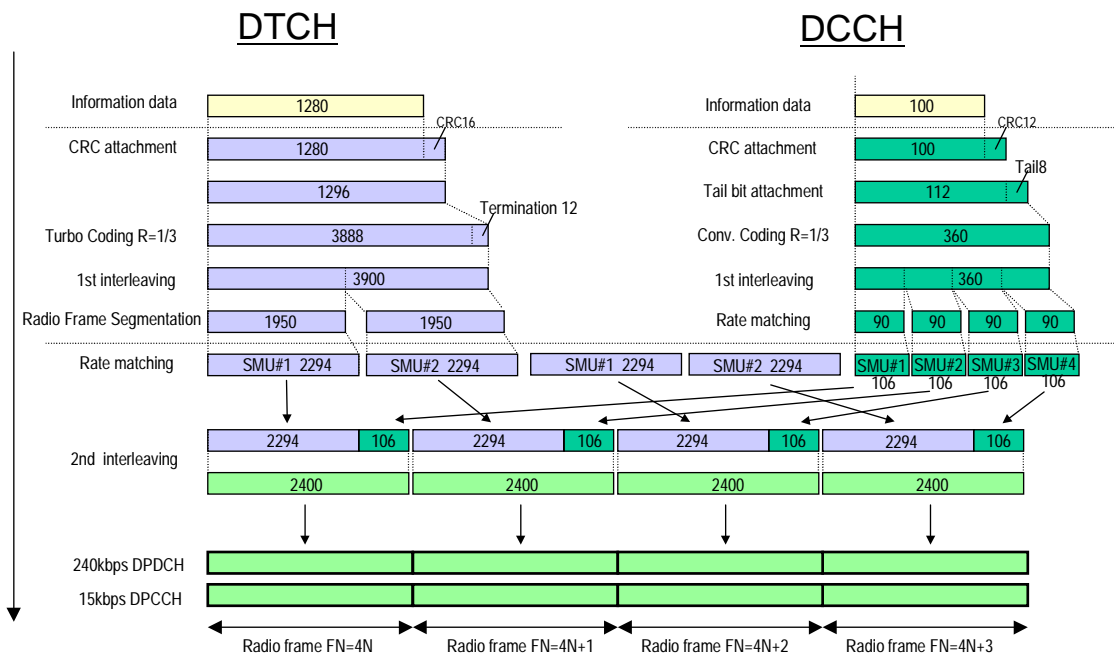 DTCH DCCH
Information data 1280 Information data 100
CRC16 CRC12
CRC attachment 1280 CRC attachment 100
Tail8
1296 Tail bit attachment 112
Termination 12
Turbo Coding R=1/3 3888 Conv. Coding R=1/3 360
1st interleaving 3900 1st interleaving 360
Radio Frame Segmentation 1950 1950 Rate matching 90 90 90 90
Rate matching SMU#1 2294 SMU#2 2294 SMU#1 2294 SMU#2 2294 SMU#1 SMU#2 SMU#3 SMU#4
106 106 106 106
2294 106 2294 106 2294 106 2294 106
2nd interleaving
2400 2400 2400 2400
240kbps DPDCH
15kbps DPCCH
Radio frame FN=4N Radio frame FN=4N+1 Radio frame FN=4N+2 Radio frame FN=4N+3